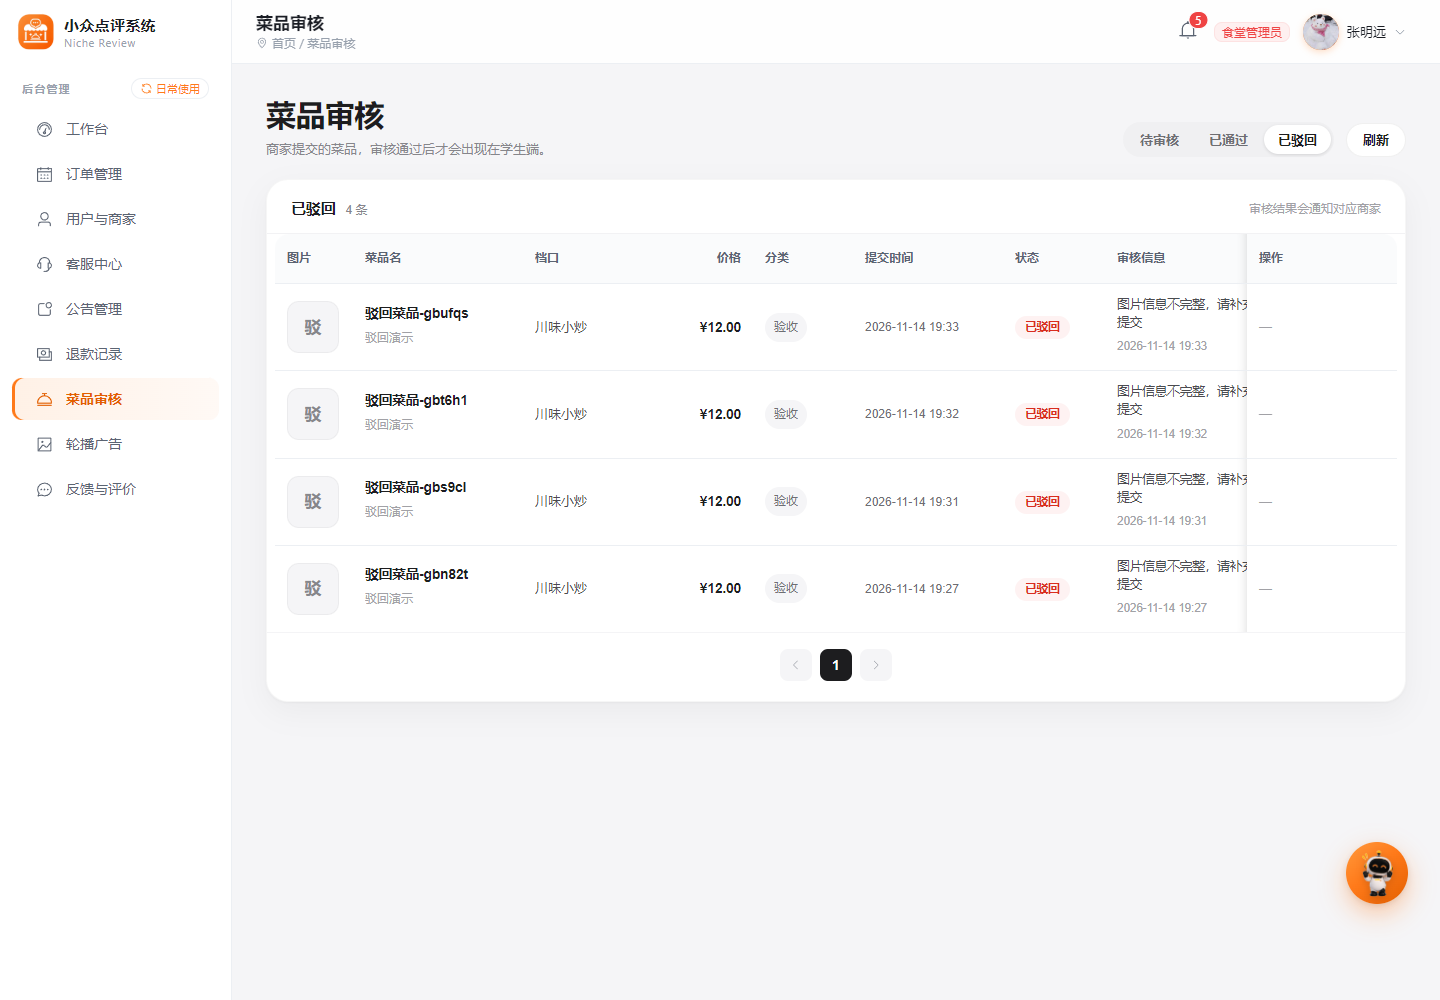 小众点评系统
Niche Review
后台管理
日常使用
工作台
订单管理
用户与商家
客服中心
公告管理
退款记录
菜品审核
轮播广告
反馈与评价
菜品审核
首页 / 菜品审核
5
食堂管理员
张明远
菜品审核
商家提交的菜品，审核通过后才会出现在学生端。
待审核 已通过 已驳回 刷新
已驳回 4 条
审核结果会通知对应商家
图片 菜品名 档口 价格 分类 提交时间 状态 审核信息 操作
驳 驳回菜品-gbufqs 驳回演示 川味小炒 ¥12.00 验收 2026-11-14 19:33 已驳回 图片信息不完整，请补 —
提交
2026-11-14 19:33
驳 驳回菜品-gbt6h1 驳回演示 川味小炒 ¥12.00 验收 2026-11-14 19:32 已驳回 图片信息不完整，请补 —
提交
2026-11-14 19:32
驳 驳回菜品-gbs9cl 驳回演示 川味小炒 ¥12.00 验收 2026-11-14 19:31 已驳回 图片信息不完整，请补 —
提交
2026-11-14 19:31
驳 驳回菜品-gbn82t 驳回演示 川味小炒 ¥12.00 验收 2026-11-14 19:27 已驳回 图片信息不完整，请补 —
提交
2026-11-14 19:27
1